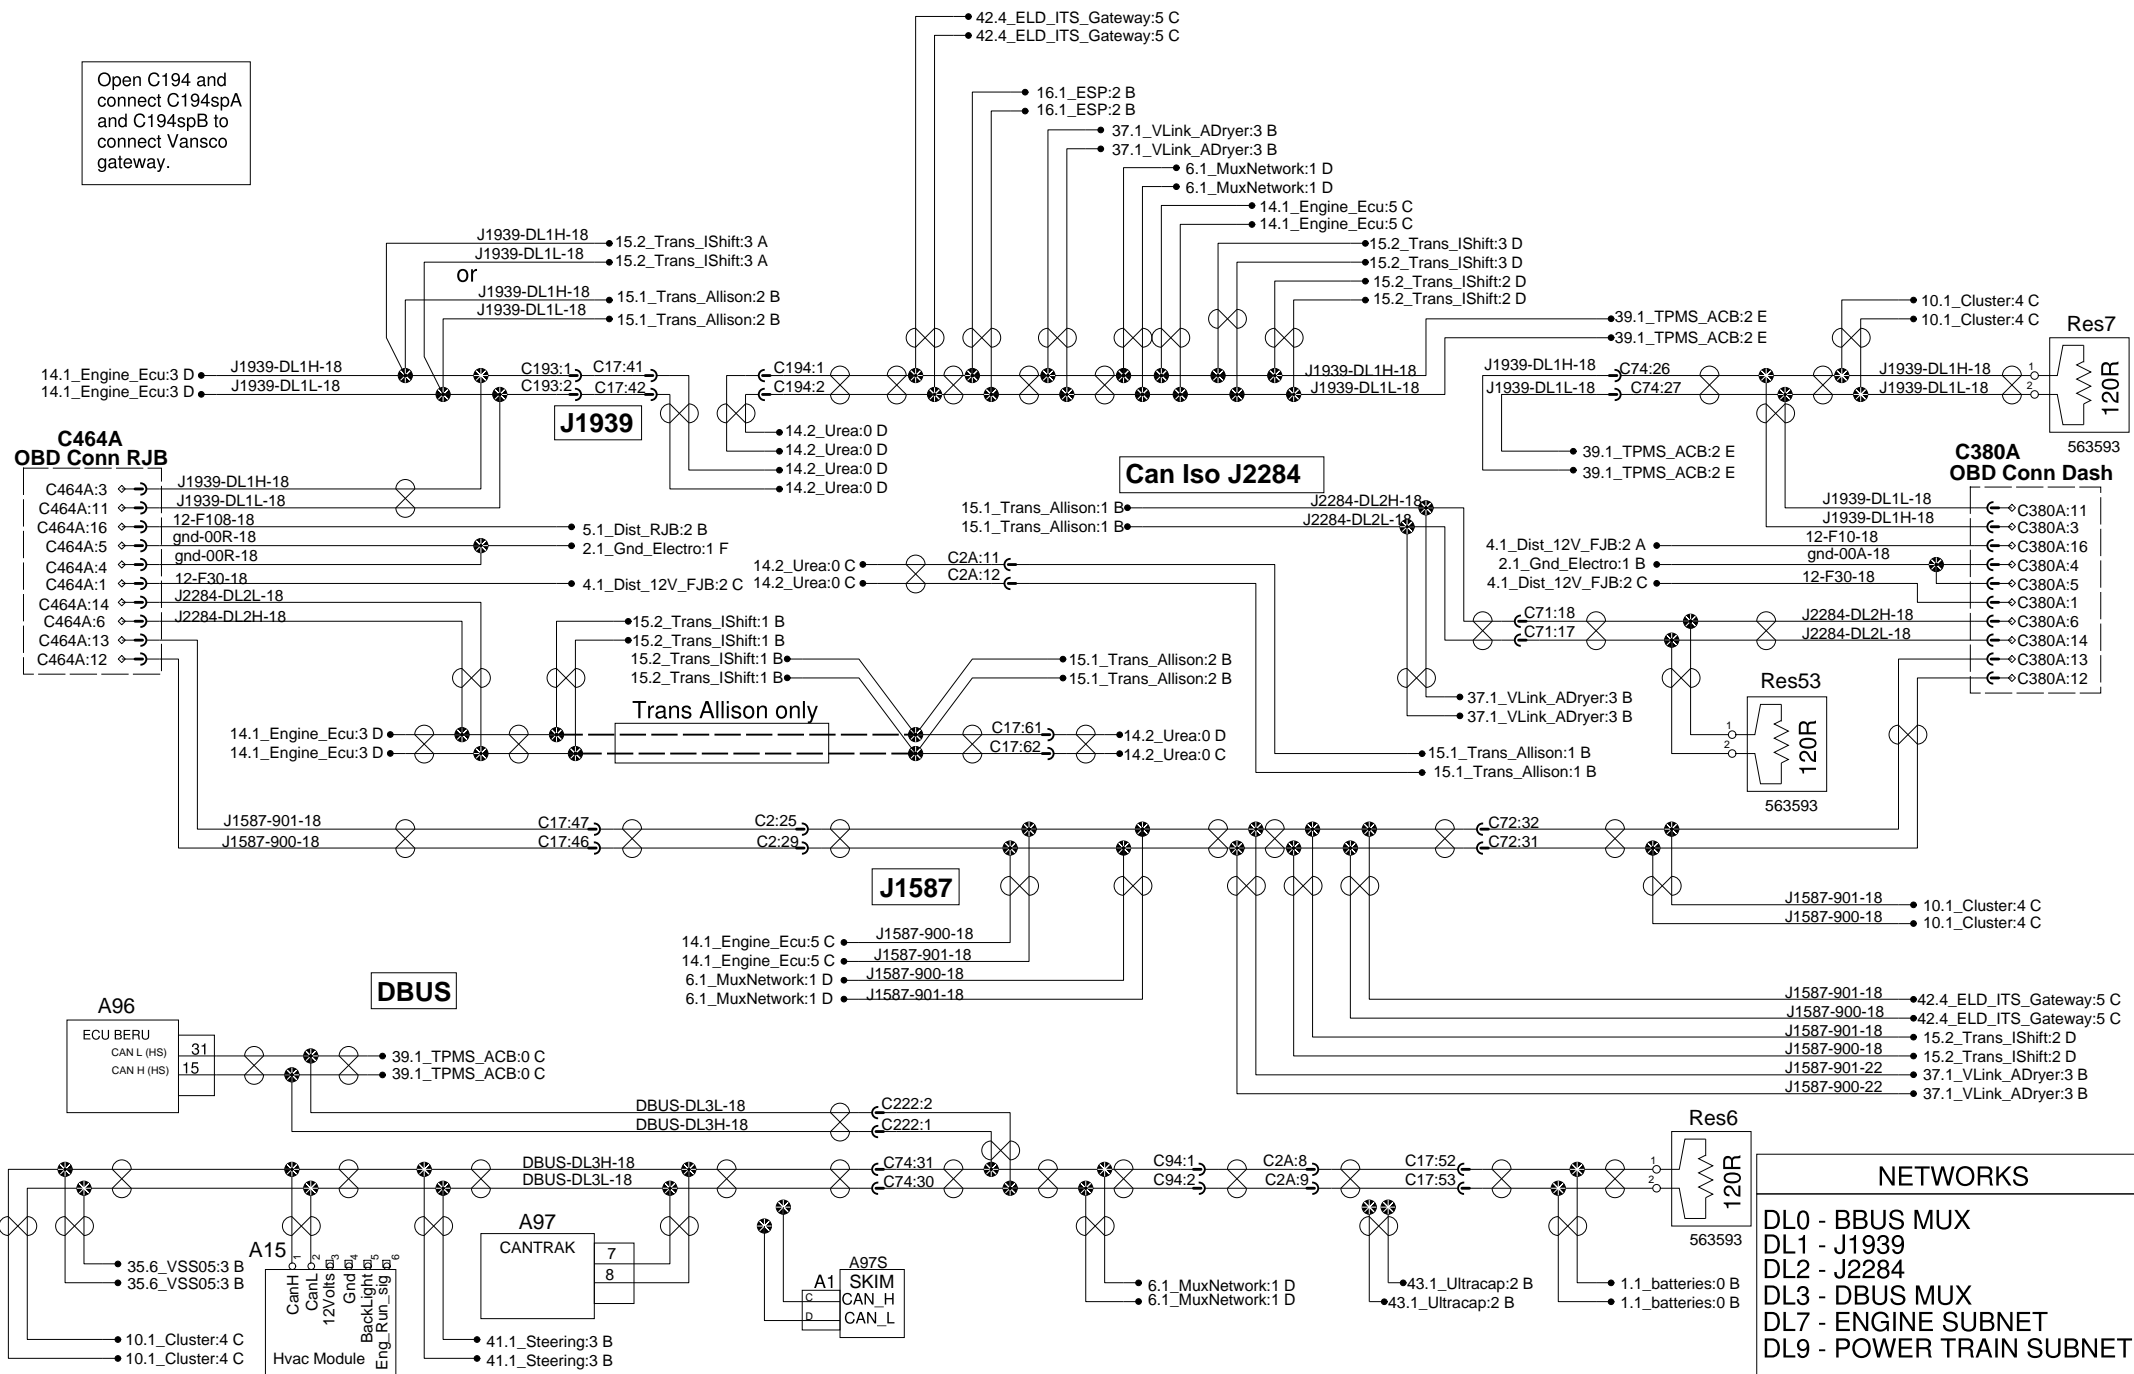 42.4_ELD_ITS_Gateway:5 C
42.4_ELD_ITS_Gateway:5 C
Open C194 and
connect C194spA
and C194spB to
connect Vansco
gateway.
16.1_ESP:2 B
16.1_ESP:2 B
37.1_VLink_ADryer:3 B
37.1_VLink_ADryer:3 B
6.1_MuxNetwork:1 D
6.1_MuxNetwork:1 D
14.1_Engine_Ecu:5 C
14.1_Engine_Ecu:5 C
J1939-DL1H-18
15.2_Trans_IShift:3 A
J1939-DL1L-18
15.2_Trans_IShift:3 A
or
J1939-DL1H-18
15.1_Trans_Allison:2 B
J1939-DL1L-18
15.1_Trans_Allison:2 B
15.2_Trans_IShift:3 D
15.2_Trans_IShift:3 D
15.2_Trans_IShift:2 D
15.2_Trans_IShift:2 D
39.1_TPMS_ACB:2 E
39.1_TPMS_ACB:2 E
10.1_Cluster:4 C
10.1_Cluster:4 C
Res7
14.1_Engine_Ecu:3 D
J1939-DL1H-18
C193:1
C17:41
C194:1
J1939-DL1H-18
J1939-DL1H-18
C74:26
J1939-DL1H-18
1
14.1_Engine_Ecu:3 D
J1939-DL1L-18
C193:2
C17:42
C194:2
J1939-DL1L-18
J1939-DL1L-18
C74:27
J1939-DL1L-18
2
120R
563593
J1939
14.2_Urea:0 D
14.2_Urea:0 D
14.2_Urea:0 D
14.2_Urea:0 D
39.1_TPMS_ACB:2 E
39.1_TPMS_ACB:2 E
C464A
OBD Conn RJB
C464A:3
J1939-DL1H-18
C464A:11
J1939-DL1L-18
C464A:16
12-F108-18
5.1_Dist_RJB:2 B
C464A:5
gnd-00R-18
2.1_Gnd_Electro:1 F
C464A:4
gnd-00R-18
C464A:1
12-F30-18
4.1_Dist_12V_FJB:2 C
C464A:14
J2284-DL2L-18
C464A:6
J2284-DL2H-18
C464A:13
C464A:12
Can Iso J2284
15.1_Trans_Allison:1 B
J2284-DL2H-18
15.1_Trans_Allison:1 B
J2284-DL2L-18
14.2_Urea:0 C
C2A:11
14.2_Urea:0 C
C2A:12
C380A
OBD Conn Dash
J1939-DL1L-18
C380A:11
J1939-DL1H-18
C380A:3
4.1_Dist_12V_FJB:2 A
12-F10-18
C380A:16
2.1_Gnd_Electro:1 B
gnd-00A-18
C380A:4
4.1_Dist_12V_FJB:2 C
C380A:5
12-F30-18
C380A:1
C71:18
J2284-DL2H-18
C380A:6
C71:17
J2284-DL2L-18
C380A:14
C380A:13
C380A:12
15.2_Trans_IShift:1 B
15.2_Trans_IShift:1 B
15.2_Trans_IShift:1 B
15.2_Trans_IShift:1 B
15.1_Trans_Allison:2 B
15.1_Trans_Allison:2 B
37.1_VLink_ADryer:3 B
37.1_VLink_ADryer:3 B
Res53
1
2
120R
563593
Trans Allison only
14.1_Engine_Ecu:3 D
C17:61
14.2_Urea:0 D
14.1_Engine_Ecu:3 D
C17:62
14.2_Urea:0 C
15.1_Trans_Allison:1 B
15.1_Trans_Allison:1 B
J1587-901-18
C17:47
C2:25
C72:32
J1587-900-18
C17:46
C2:29
C72:31
J1587
J1587-901-18
10.1_Cluster:4 C
J1587-900-18
10.1_Cluster:4 C
14.1_Engine_Ecu:5 C
J1587-900-18
14.1_Engine_Ecu:5 C
J1587-901-18
6.1_MuxNetwork:1 D
J1587-900-18
6.1_MuxNetwork:1 D
J1587-901-18
J1587-901-18
42.4_ELD_ITS_Gateway:5 C
J1587-900-18
42.4_ELD_ITS_Gateway:5 C
J1587-901-18
15.2_Trans_IShift:2 D
J1587-900-18
15.2_Trans_IShift:2 D
J1587-901-22
37.1_VLink_ADryer:3 B
J1587-900-22
37.1_VLink_ADryer:3 B
DBUS
A96
ECU BERU
CAN L (HS)
31
CAN H (HS)
15
39.1_TPMS_ACB:0 C
39.1_TPMS_ACB:0 C
DBUS-DL3L-18
C222:2
DBUS-DL3H-18
C222:1
DBUS-DL3H-18
C74:31
C94:1
C2A:8
C17:52
DBUS-DL3L-18
C74:30
C94:2
C2A:9
C17:53
Res6
1
2
120R
563593
35.6_VSS05:3 B
35.6_VSS05:3 B
10.1_Cluster:4 C
10.1_Cluster:4 C
A15
1
2
3
4
5
6
CanH
CanL
12Volts
Gnd
BackLight
Eng_Run_sig
Hvac Module
A97
CANTRAK
7
8
41.1_Steering:3 B
41.1_Steering:3 B
A97S
A1
SKIM
C
CAN_H
D
CAN_L
6.1_MuxNetwork:1 D
6.1_MuxNetwork:1 D
43.1_Ultracap:2 B
43.1_Ultracap:2 B
1.1_batteries:0 B
1.1_batteries:0 B
NETWORKS
DL0 - BBUS MUX
DL1 - J1939
DL2 - J2284
DL3 - DBUS MUX
DL7 - ENGINE SUBNET
DL9 - POWER TRAIN SUBNET